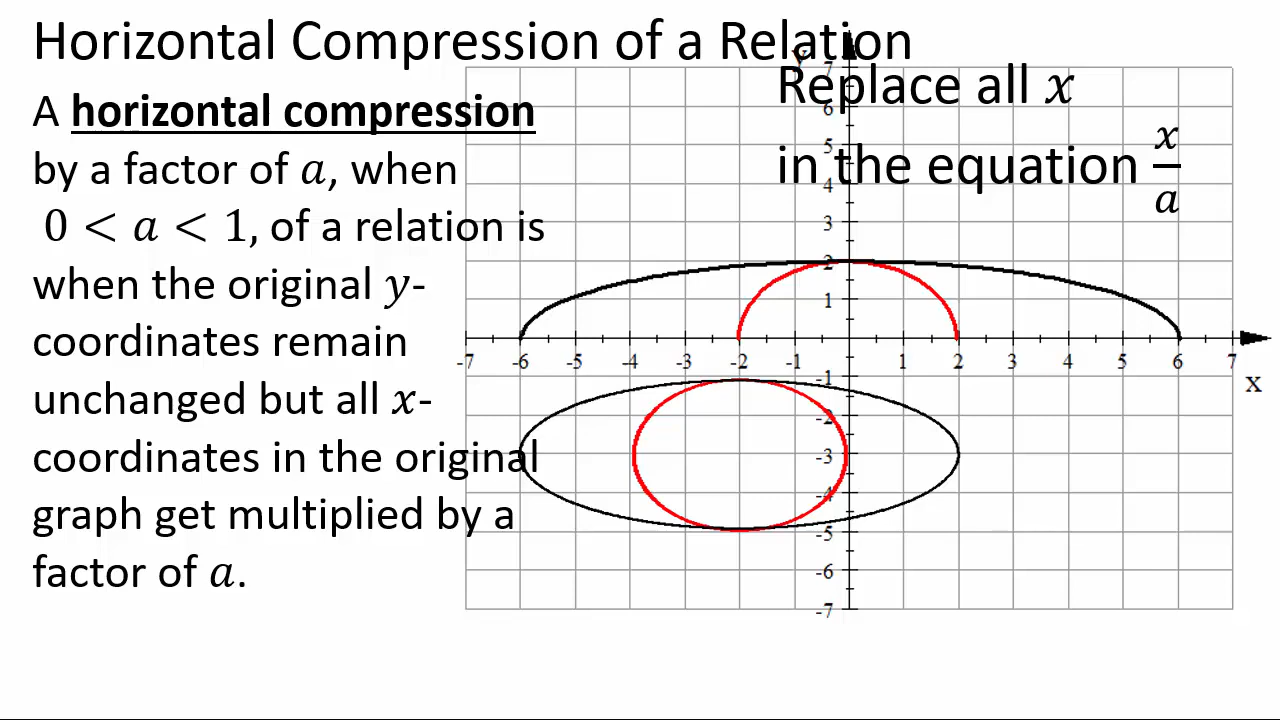 Horizontal Compression of a Relation
A horizontal compression
by a factor of 𝑎, when
0 < 𝑎 < 1, of a relation is
when the original 𝑦-
coordinates remain
unchanged but all 𝑥-
coordinates in the original
graph get multiplied by a
factor of 𝑎.
Replace all 𝑥
in the equation 𝑥/𝑎
y
7
6
5
4
3
2
1
-7 -6 -5 -4 -3 -2 -1 1 2 3 4 5 6 7
x
-1
-2
-3
-4
-5
-6
-7